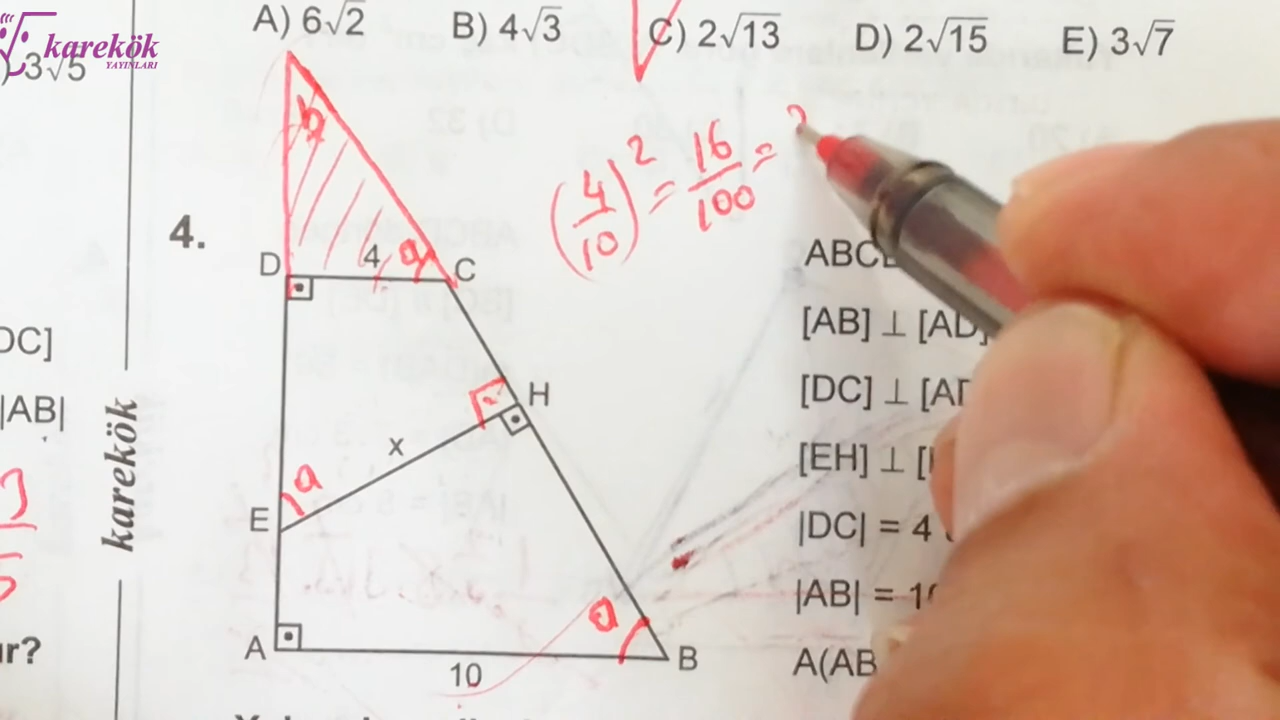 karekök
YAYINLARI
3√5
A) 6√2 B) 4√3 C) 2√13 D) 2√15 E) 3√7
b
(4/10)² = 16/100 =
4.
D 4 a C
ABC
[AB] ⊥ [AD]
DC]
[DC] ⊥ [A
|AB|
H
x
[EH] ⊥ [
karekök
a
E
|DC| = 4
a
|AB| = 1
A B
A(AB
10